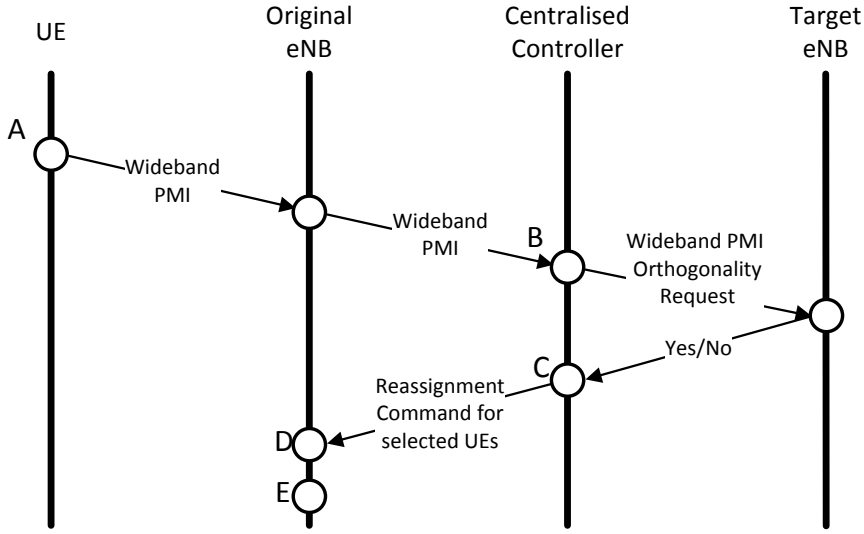 UE
Original
eNB
Centralised
Controller
Target
eNB
A
Wideband
PMI
Wideband
PMI
B
Wideband PMI
Orthogonality
Request
Yes/No
C
Reassignment
Command for
selected UEs
D
E